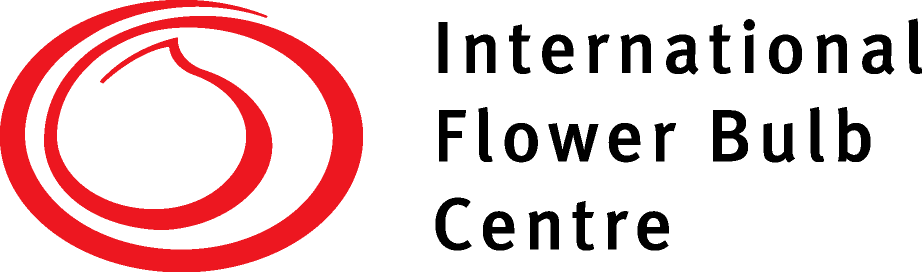 International
Flower Bulb
Centre